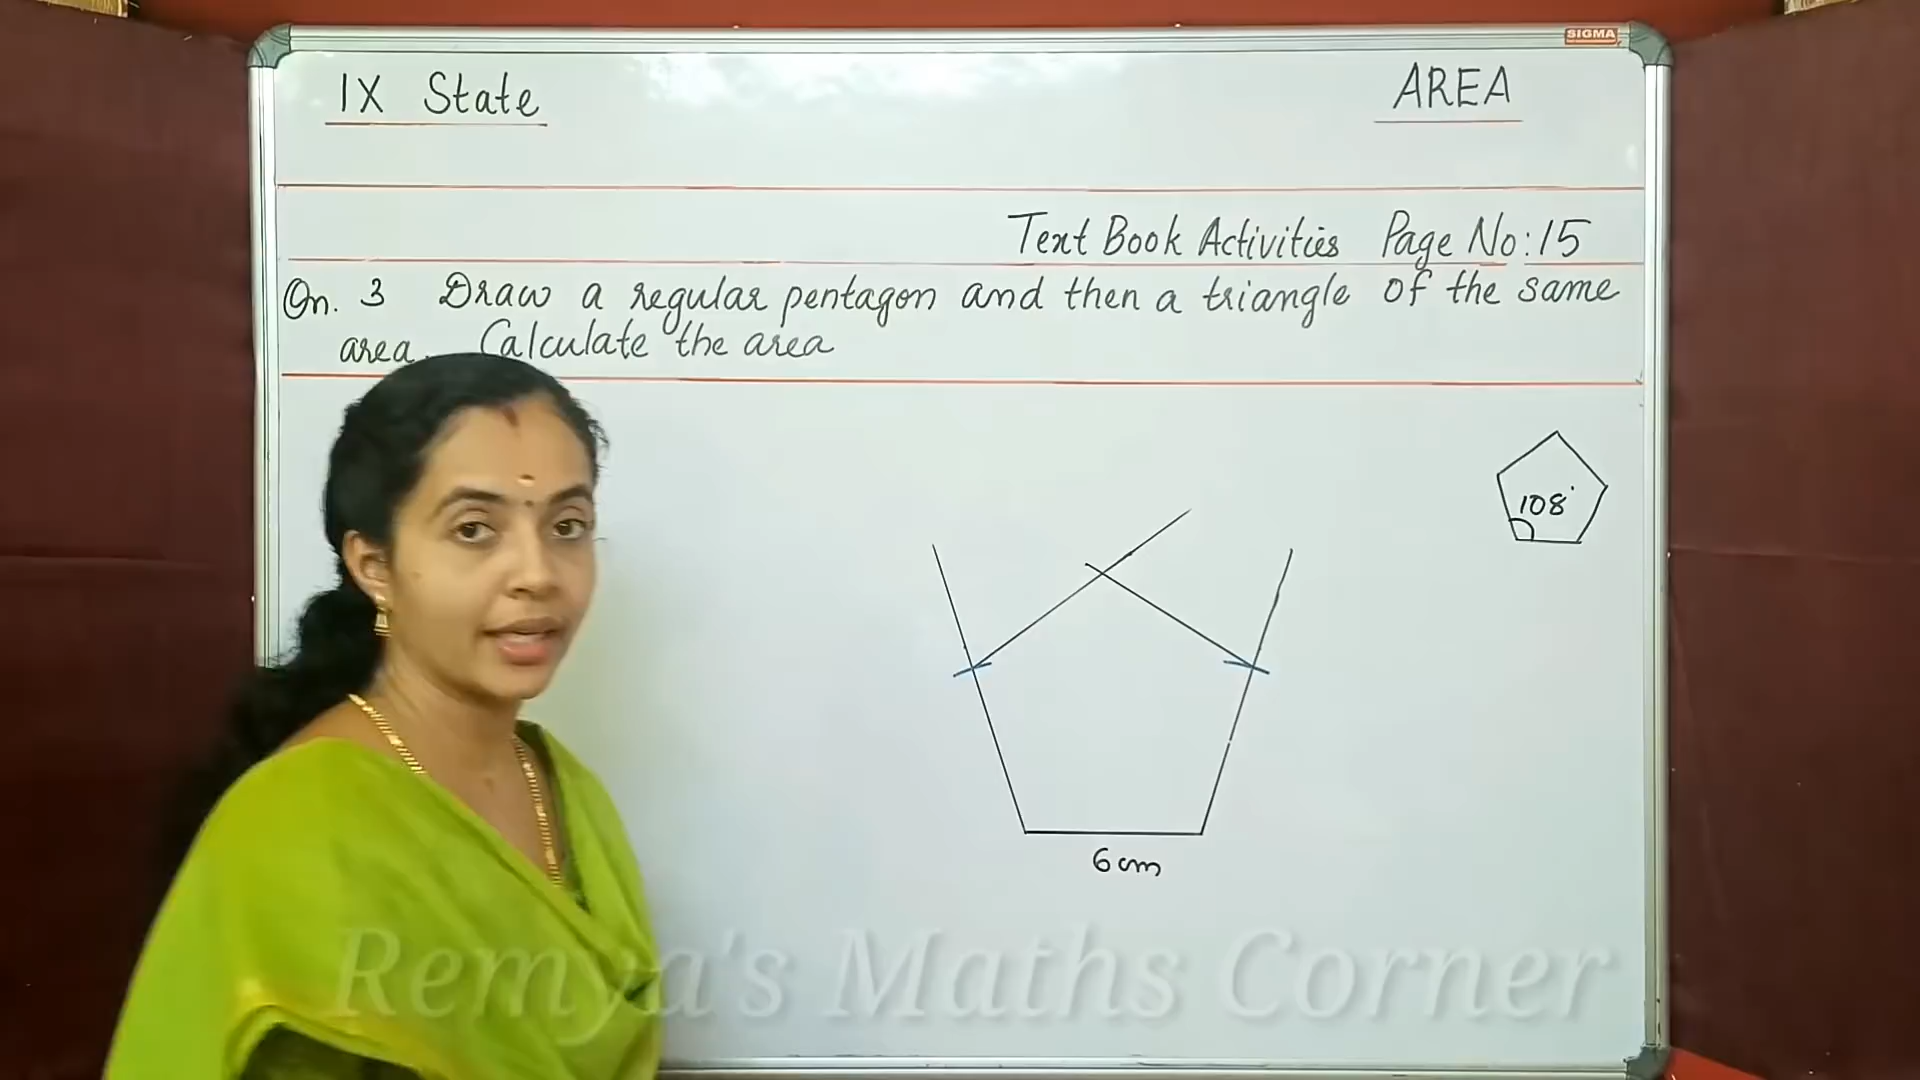 SIGMA
IX State
AREA
Text Book Activities Page No:15
Qn. 3 Draw a regular pentagon and then a triangle of the same
area. Calculate the area
108°
6 cm
Remya's Maths Corner